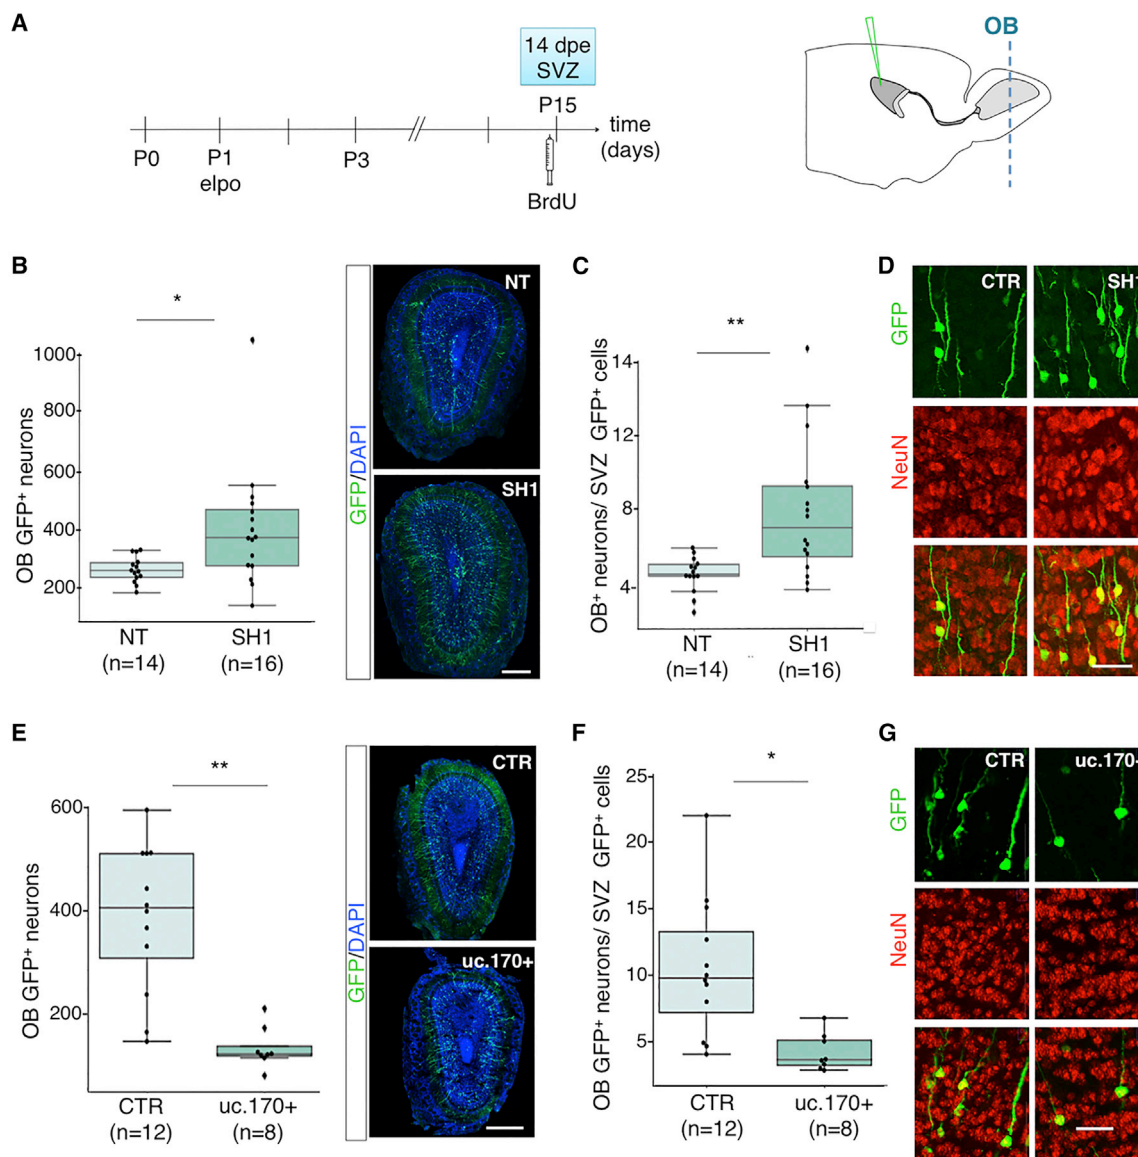 A
14 dpe
SVZ
P15
time
(days)
P0
P1
P3
elpo
BrdU
OB
B
*
1000
800
600
400
200
OB GFP⁺ neurons
NT
(n=14)
SH1
(n=16)
GFP/DAPI
NT
SH1
C
**
14
12
8
4
OB⁺ neurons/ SVZ GFP⁺ cells
NT
(n=14)
SH1
(n=16)
D
CTR
SH1
GFP
NeuN
E
**
600
400
200
OB GFP⁺ neurons
CTR
(n=12)
uc.170+
(n=8)
GFP/DAPI
CTR
uc.170+
F
*
25
20
15
10
5
OB GFP⁺ neurons/ SVZ GFP⁺ cells
CTR
(n=12)
uc.170+
(n=8)
G
CTR
uc.170+
GFP
NeuN